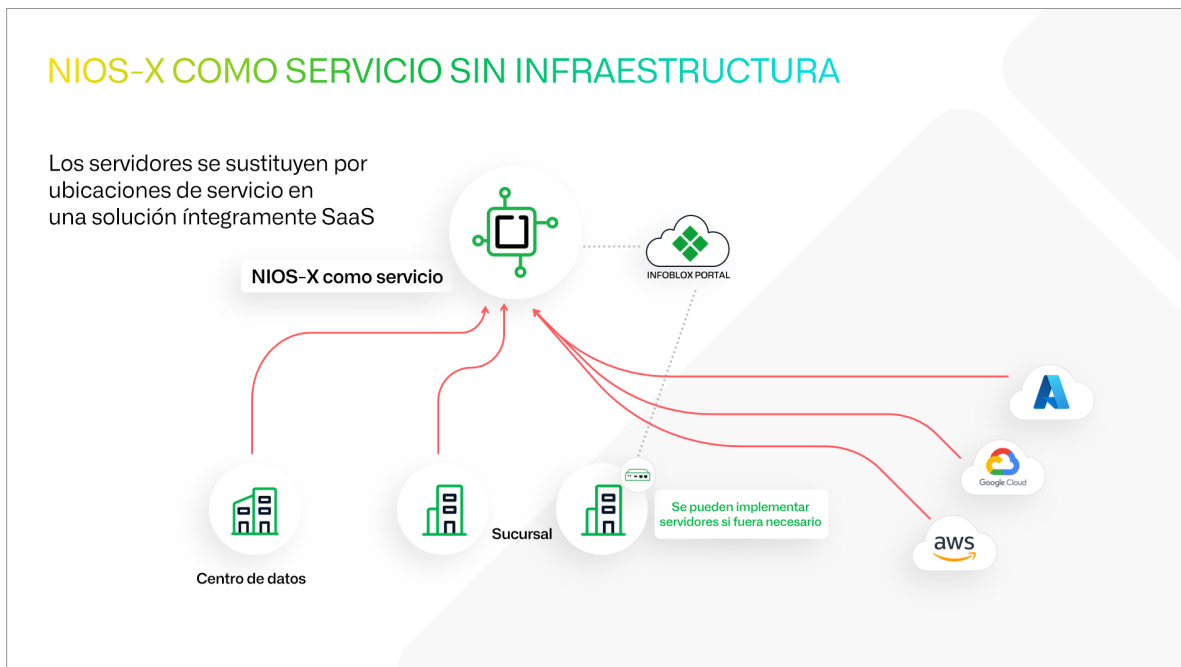 NIOS-X COMO SERVICIO SIN INFRAESTRUCTURA
Los servidores se sustituyen por
ubicaciones de servicio en
una solución íntegramente SaaS
NIOS-X como servicio
INFOBLOX PORTAL
Google Cloud
aws
Se pueden implementar
servidores si fuera necesario
Sucursal
Centro de datos